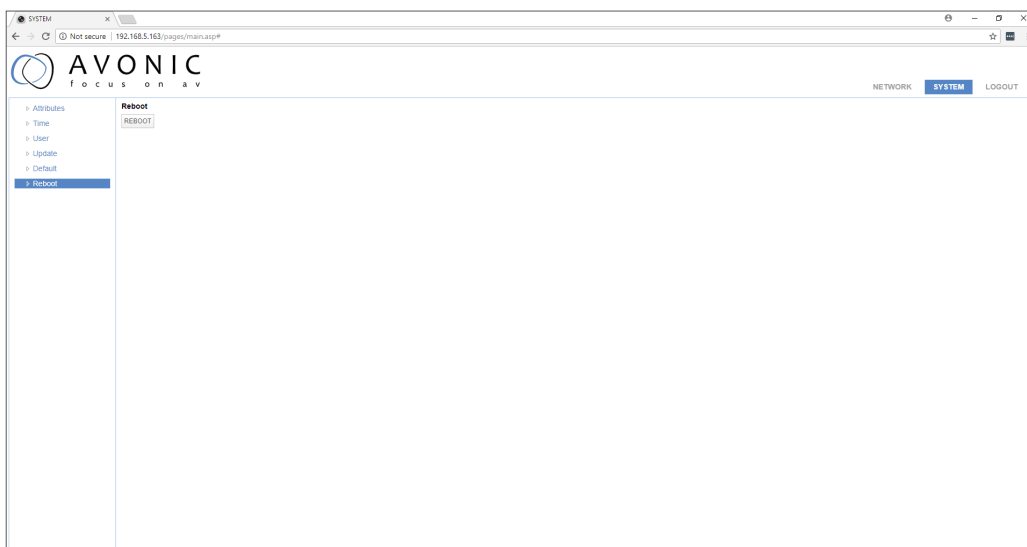 SYSTEM
Not secure | 192.168.5.163/pages/main.asp#
AVONIC
focus on av
NETWORK SYSTEM LOGOUT
Attributes
Time
User
Update
Default
Reboot
Reboot
REBOOT